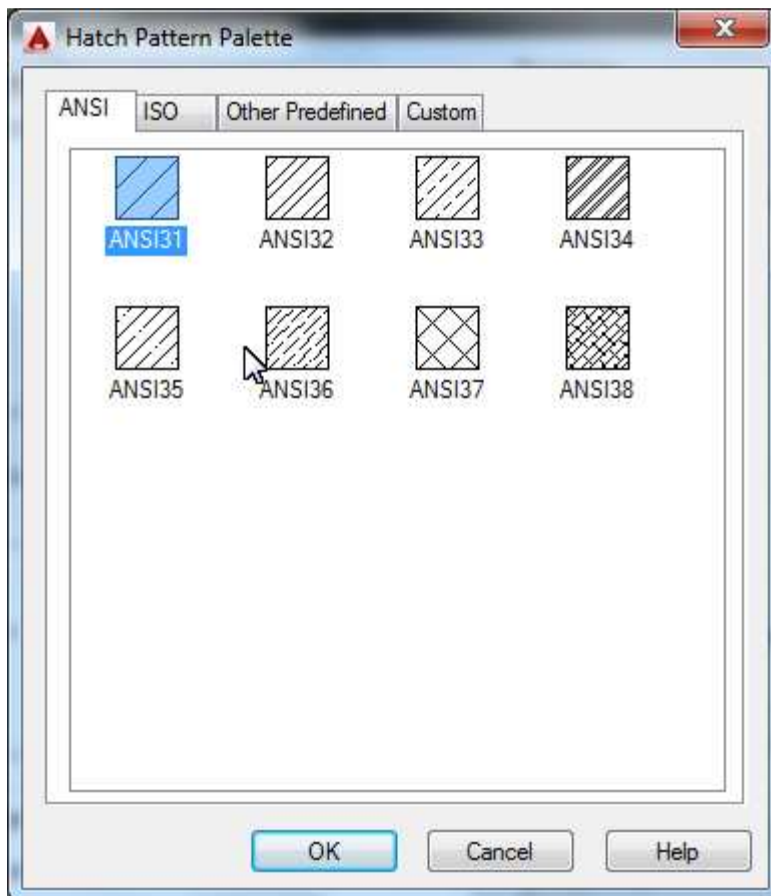 Hatch Pattern Palette
ANSI ISO Other Predefined Custom
ANSI31 ANSI32 ANSI33 ANSI34
ANSI35 ANSI36 ANSI37 ANSI38
OK Cancel Help